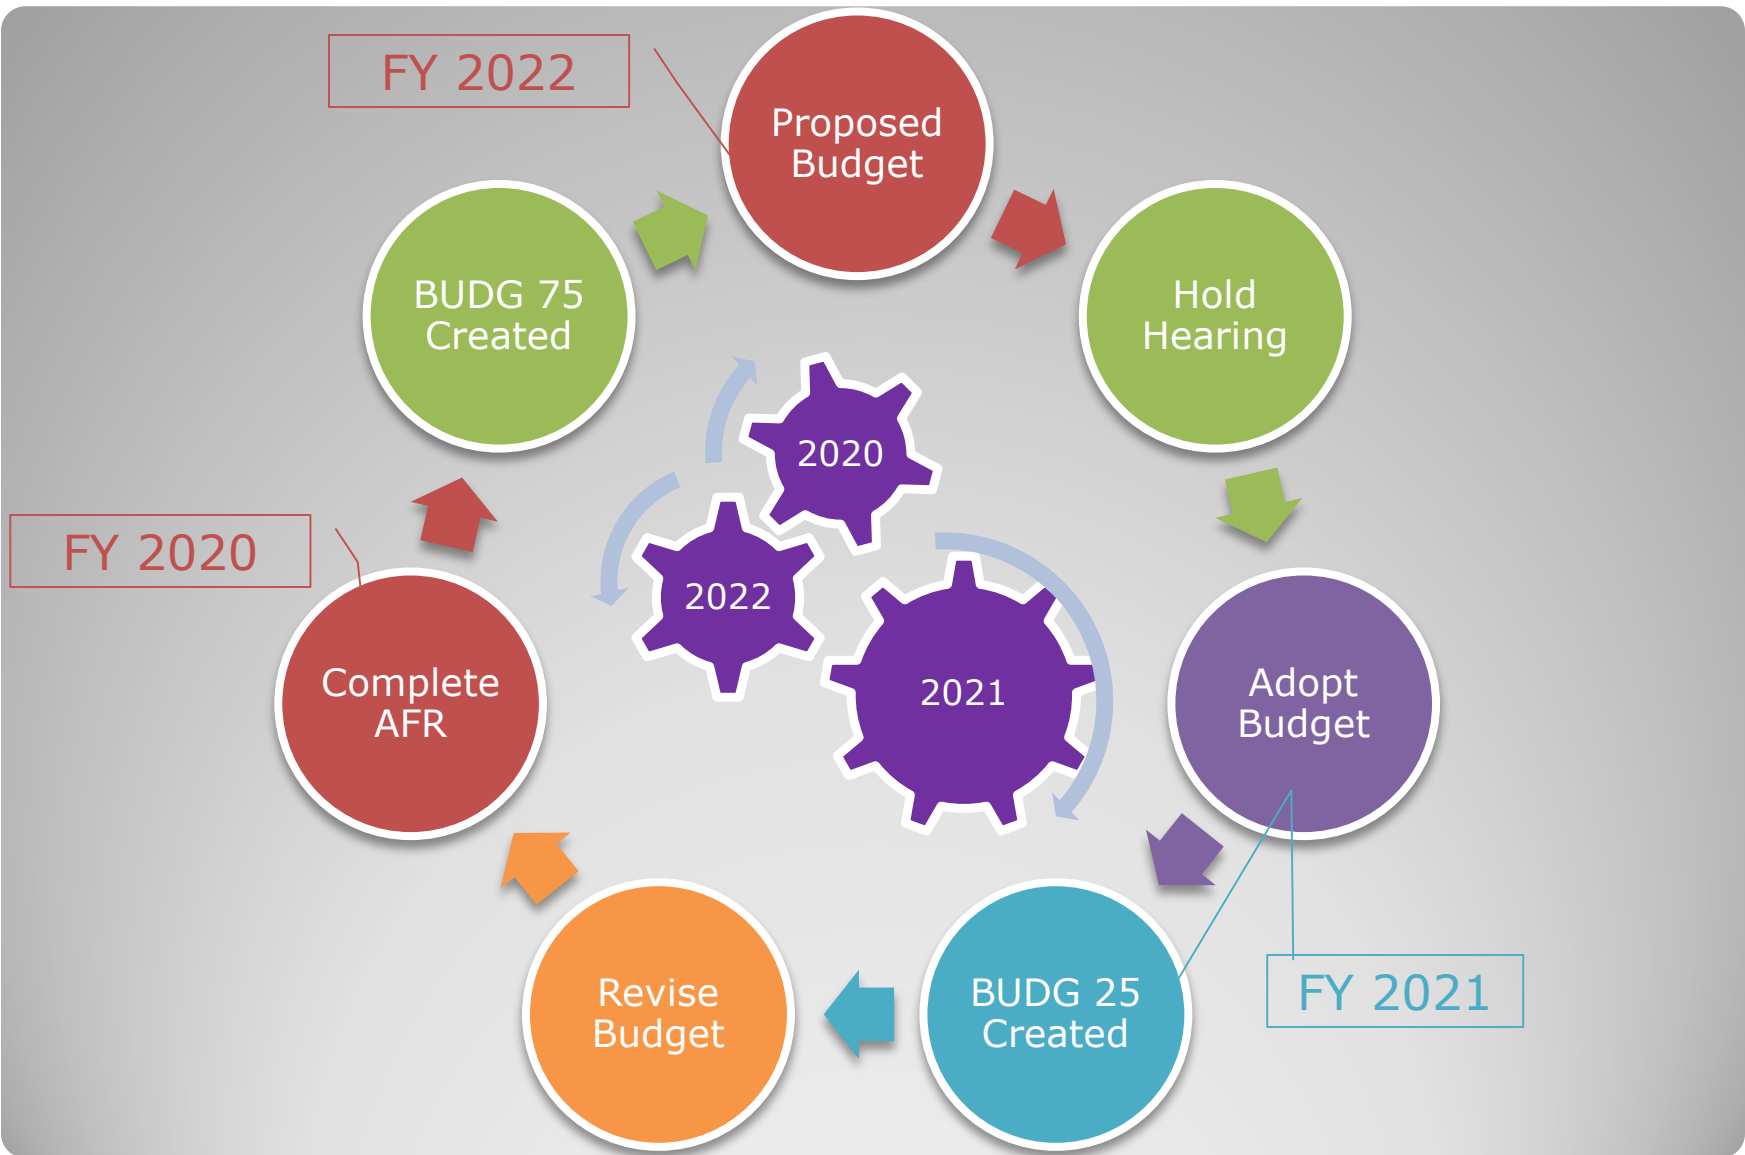 FY 2022
Proposed
Budget
Hold
Hearing
Adopt
Budget
FY 2021
BUDG 25
Created
Revise
Budget
Complete
AFR
FY 2020
BUDG 75
Created
2020
2022
2021